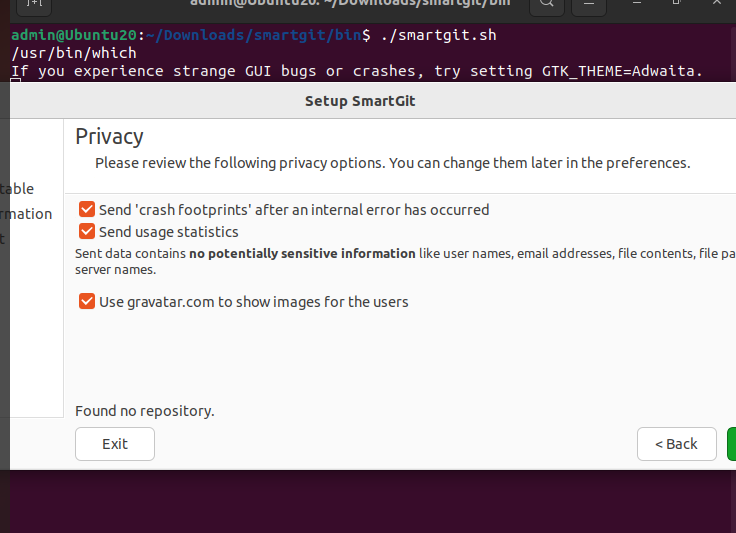 admin@Ubuntu20: ~/Downloads/smartgit/bin
admin@Ubuntu20:~/Downloads/smartgit/bin$ ./smartgit.sh
/usr/bin/which
If you experience strange GUI bugs or crashes, try setting GTK_THEME=Adwaita.
Setup SmartGit
Privacy
Please review the following privacy options. You can change them later in the preferences.
Send 'crash footprints' after an internal error has occurred
Send usage statistics
Sent data contains no potentially sensitive information like user names, email addresses, file contents, file pa
server names.
Use gravatar.com to show images for the users
table
rmation
t
Found no repository.
Exit
< Back